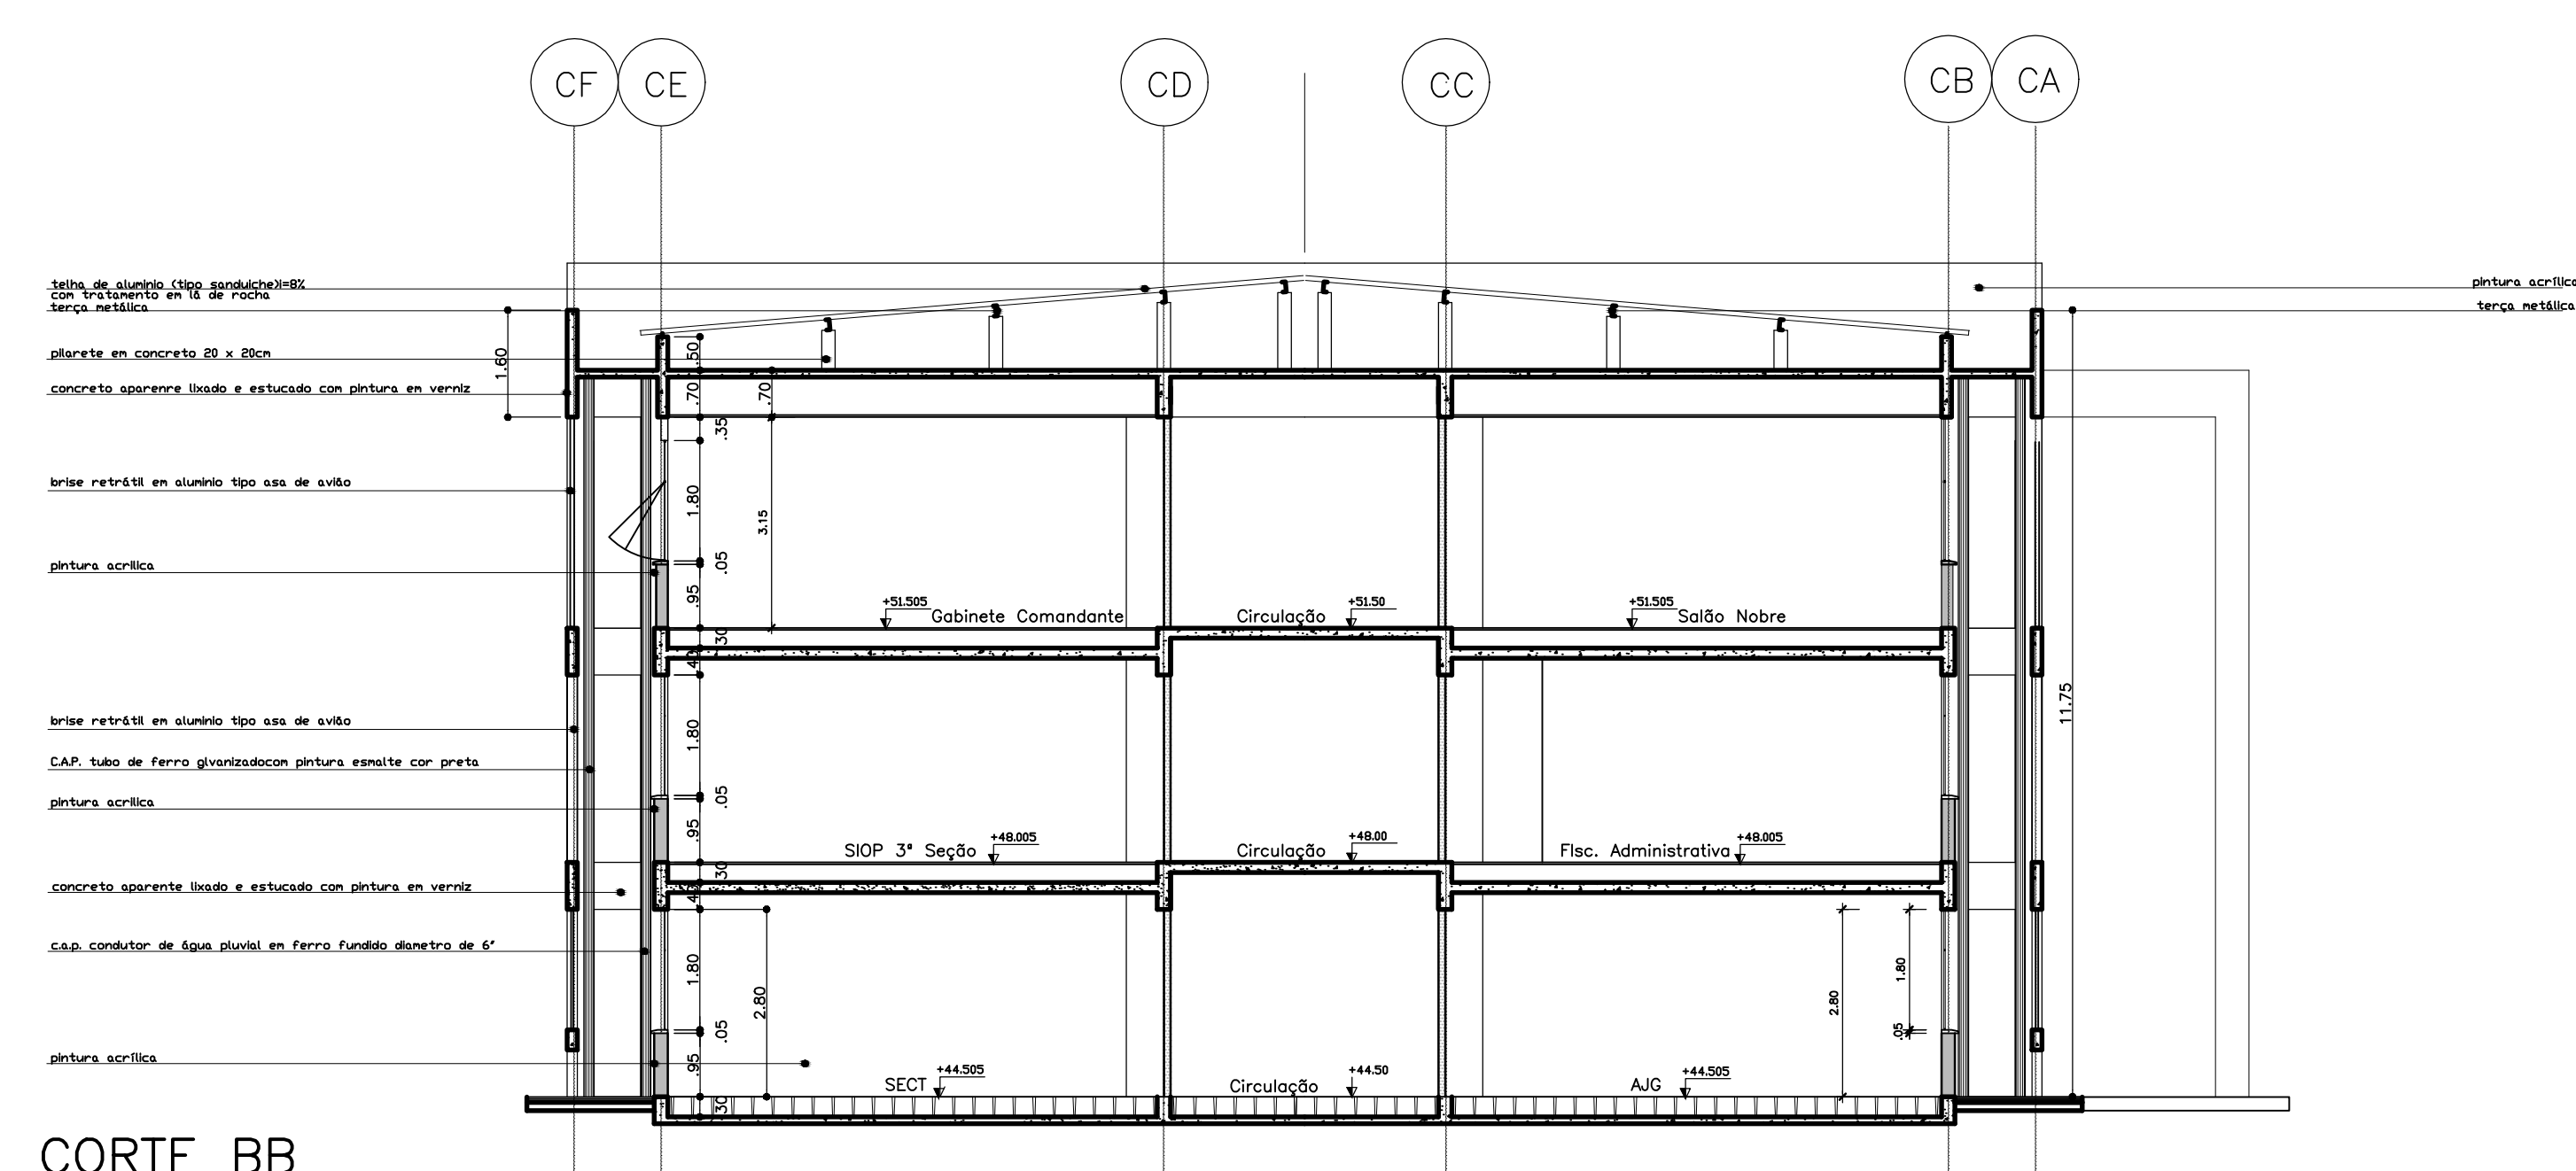 CF CE CD CC CB CA
telha de aluminio (tipo sanduiche)i=8%
com tratamento em lã de rocha
terça metálica
pilarete em concreto 20 x 20cm
concreto aparenre lixado e estucado com pintura em verniz
brise retrátil em aluminio tipo asa de avião
pintura acrilica
brise retrátil em aluminio tipo asa de avião
C.A.P. tubo de ferro glvanizadocom pintura esmalte cor preta
pintura acrilica
concreto aparente lixado e estucado com pintura em verniz
c.a.p. condutor de água pluvial em ferro fundido diametro de 6"
pintura acrílica
pintura acrílica
terça metálica
1.60
.50
.70
.70
.35
1.80
3.15
.05
.95
30
40
1.80
.05
.95
30
1.80
2.80
.05
.95
30
+51.505
Gabinete Comandante
Circulação
+51.50
+51.505
Salão Nobre
SIOP 3ª Seção
+48.005
Circulação
+48.00
FIsc. Administrativa
+48.005
SECT
+44.505
Circulação
+44.50
AJG
+44.505
2.80
1.80
.05
11.75
CORTE BB